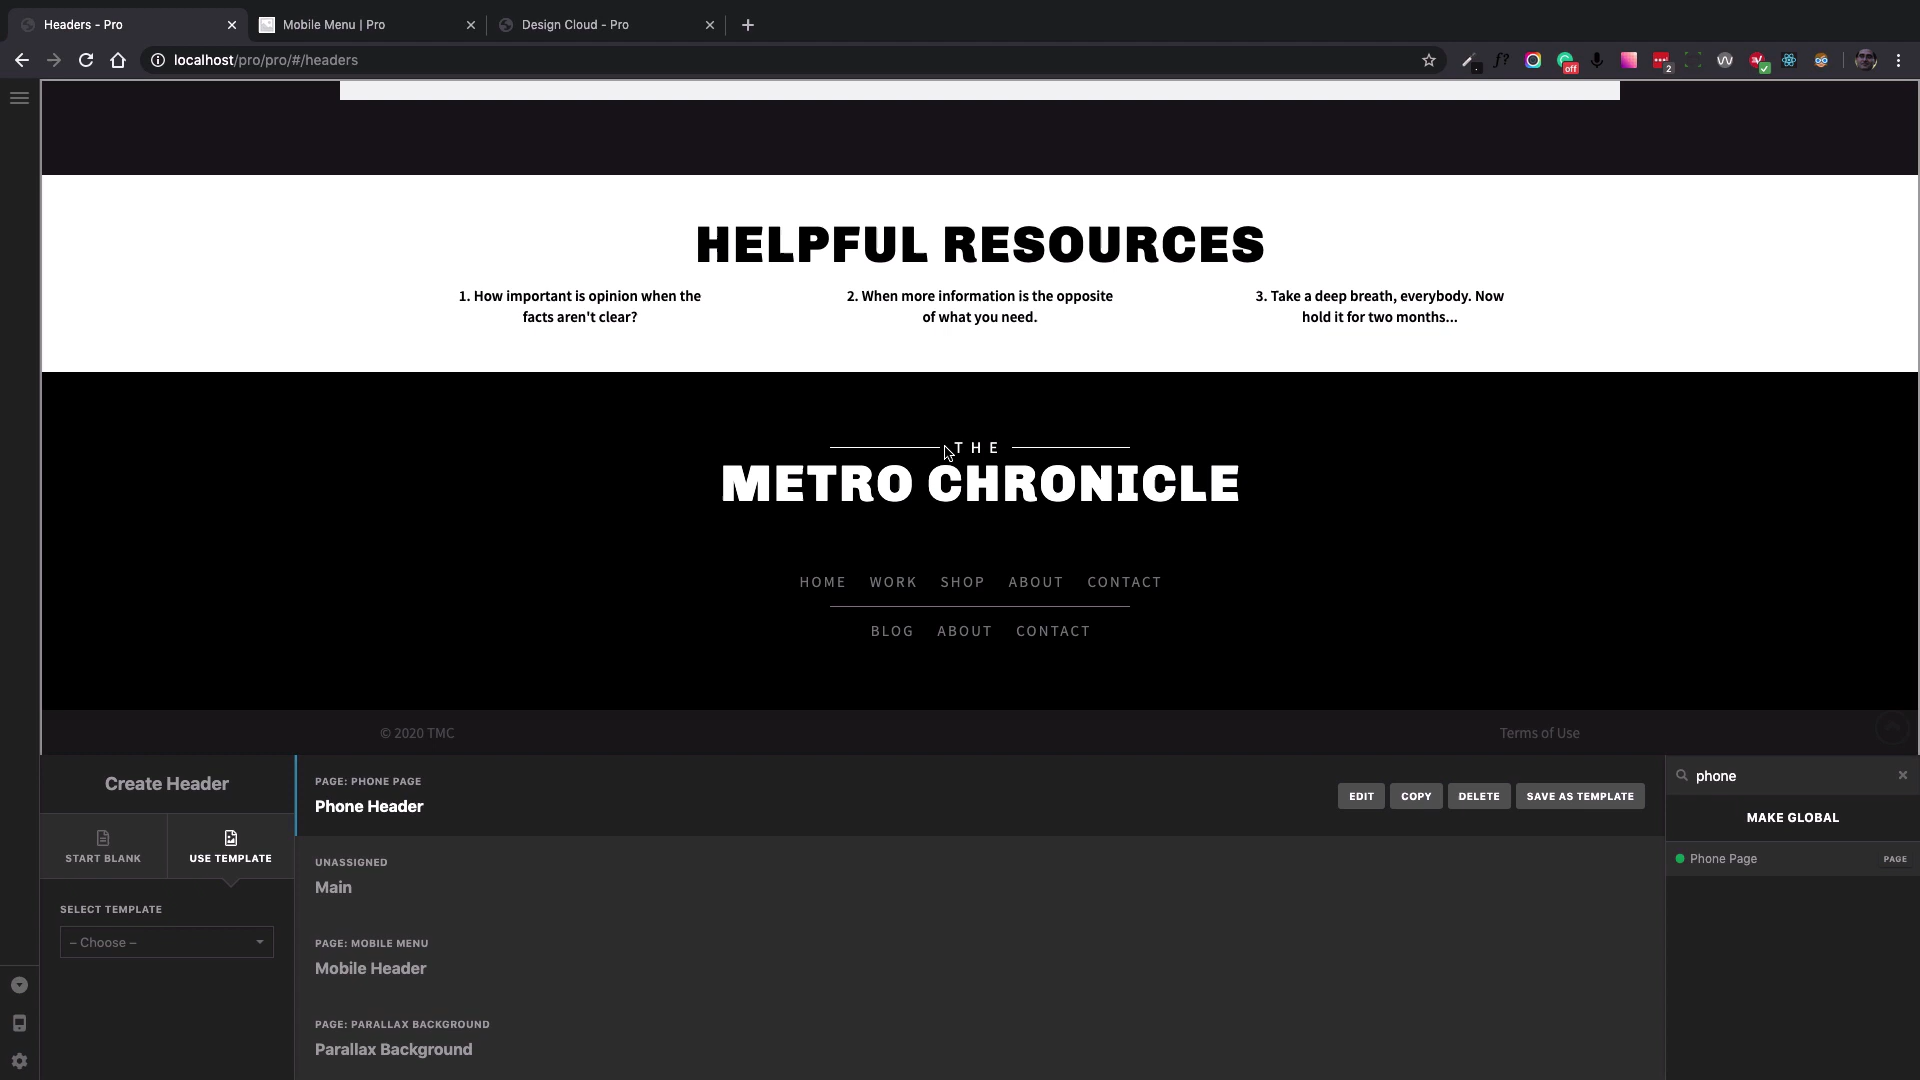 Headers - Pro
Mobile Menu | Pro
Design Cloud - Pro
localhost/pro/pro/#/headers
f?
off
2
HELPFUL RESOURCES
1. How important is opinion when the
facts aren't clear?
2. When more information is the opposite
of what you need.
3. Take a deep breath, everybody. Now
hold it for two months...
THE
METRO CHRONICLE
HOME WORK SHOP ABOUT CONTACT
BLOG ABOUT CONTACT
© 2020 TMC
Terms of Use
Create Header
START BLANK
USE TEMPLATE
SELECT TEMPLATE
– Choose –
PAGE: PHONE PAGE
Phone Header
EDIT
COPY
DELETE
SAVE AS TEMPLATE
UNASSIGNED
Main
PAGE: MOBILE MENU
Mobile Header
PAGE: PARALLAX BACKGROUND
Parallax Background
phone
MAKE GLOBAL
Phone Page
PAGE